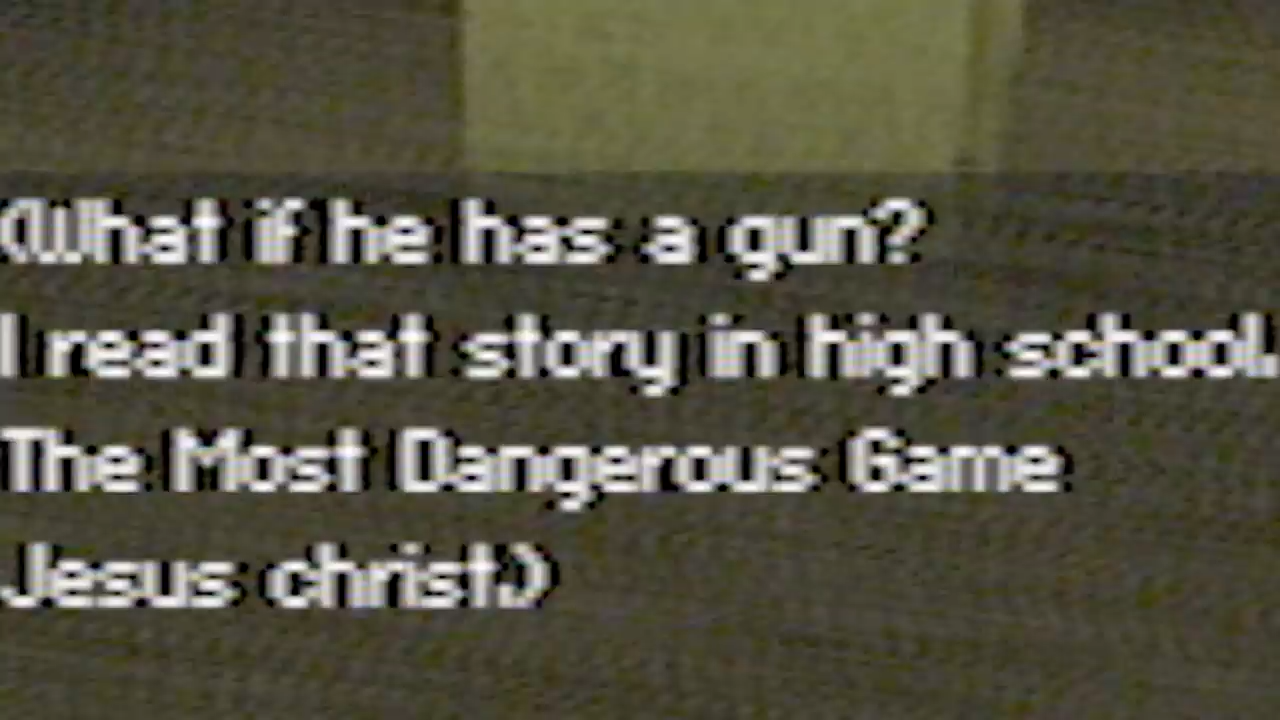 (What if he has a gun?
I read that story in high school.
The Most Dangerous Game
Jesus christ.)